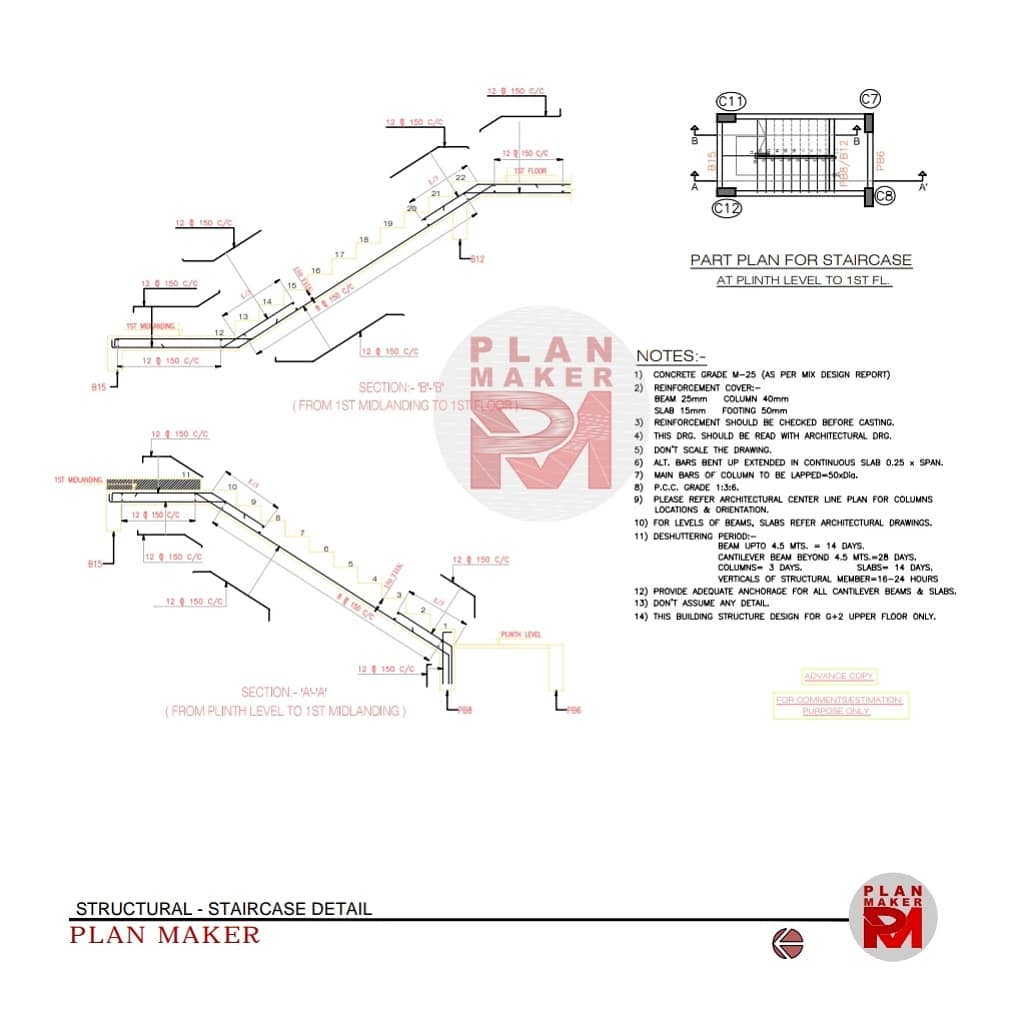 12 @ 150 C/C
12 @ 150 C/C
12 @ 150 C/C
1ST FLOOR
L/3
22
21
20
19
18
17
16
15
14
13
12
12 @ 150 C/C
L/3
8 @ 150 C/C
B12
12 @ 150 C/C
1ST MIDLANDING.
12 @ 150 C/C
12 @ 150 C/C
B15
SECTION:- 'B'-'B'
( FROM 1ST MIDLANDING TO 1ST FLOOR )
C11
C7
B
B
B15
PB8/B12
PB6
A
A'
C12
C8
PART PLAN FOR STAIRCASE
AT PLINTH LEVEL TO 1ST FL.
PLAN
MAKER
NOTES:-
1) CONCRETE GRADE M-25 (AS PER MIX DESIGN REPORT)
2) REINFORCEMENT COVER:-
BEAM 25mm COLUMN 40mm
SLAB 15mm FOOTING 50mm
3) REINFORCEMENT SHOULD BE CHECKED BEFORE CASTING.
4) THIS DRG. SHOULD BE READ WITH ARCHITECTURAL DRG.
5) DON'T SCALE THE DRAWING.
6) ALT. BARS BENT UP EXTENDED IN CONTINUOUS SLAB 0.25 x SPAN.
7) MAIN BARS OF COLUMN TO BE LAPPED=50xDia.
8) P.C.C. GRADE 1:3:6.
9) PLEASE REFER ARCHITECTURAL CENTER LINE PLAN FOR COLUMNS
LOCATIONS & ORIENTATION.
10) FOR LEVELS OF BEAMS, SLABS REFER ARCHITECTURAL DRAWINGS.
11) DESHUTTERING PERIOD:-
BEAM UPTO 4.5 MTS. = 14 DAYS.
CANTILEVER BEAM BEYOND 4.5 MTS.=28 DAYS.
COLUMNS= 3 DAYS. SLABS= 14 DAYS.
VERTICALS OF STRUCTURAL MEMBER=16-24 HOURS
12) PROVIDE ADEQUATE ANCHORAGE FOR ALL CANTILEVER BEAMS & SLABS.
13) DON'T ASSUME ANY DETAIL.
14) THIS BUILDING STRUCTURE DESIGN FOR G+2 UPPER FLOOR ONLY.
12 @ 150 C/C
1ST MIDLANDING.
11
10
9
8
7
6
5
4
3
2
1
L/3
12 @ 150 C/C
12 @ 150 C/C
B15
12 @ 150 C/C
8 @ 150 C/C
12 @ 150 C/C
L/3
PLINTH LEVEL
12 @ 150 C/C
PB8
PB6
SECTION:- 'A'-'A'
( FROM PLINTH LEVEL TO 1ST MIDLANDING )
ADVANCE COPY
FOR COMMENTS/ESTIMATION
PURPOSE ONLY
STRUCTURAL - STAIRCASE DETAIL
PLAN MAKER
PLAN
MAKER